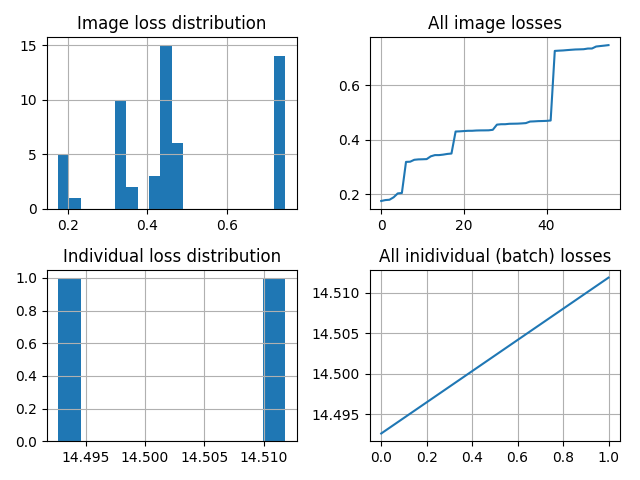 Image loss distribution
15
10
5
0
0.2 0.4 0.6
All image losses
0.6
0.4
0.2
0 20 40
Individual loss distribution
1.0
0.8
0.6
0.4
0.2
0.0
14.495 14.500 14.505 14.510
All inidividual (batch) losses
14.510
14.505
14.500
14.495
0.0 0.2 0.4 0.6 0.8 1.0